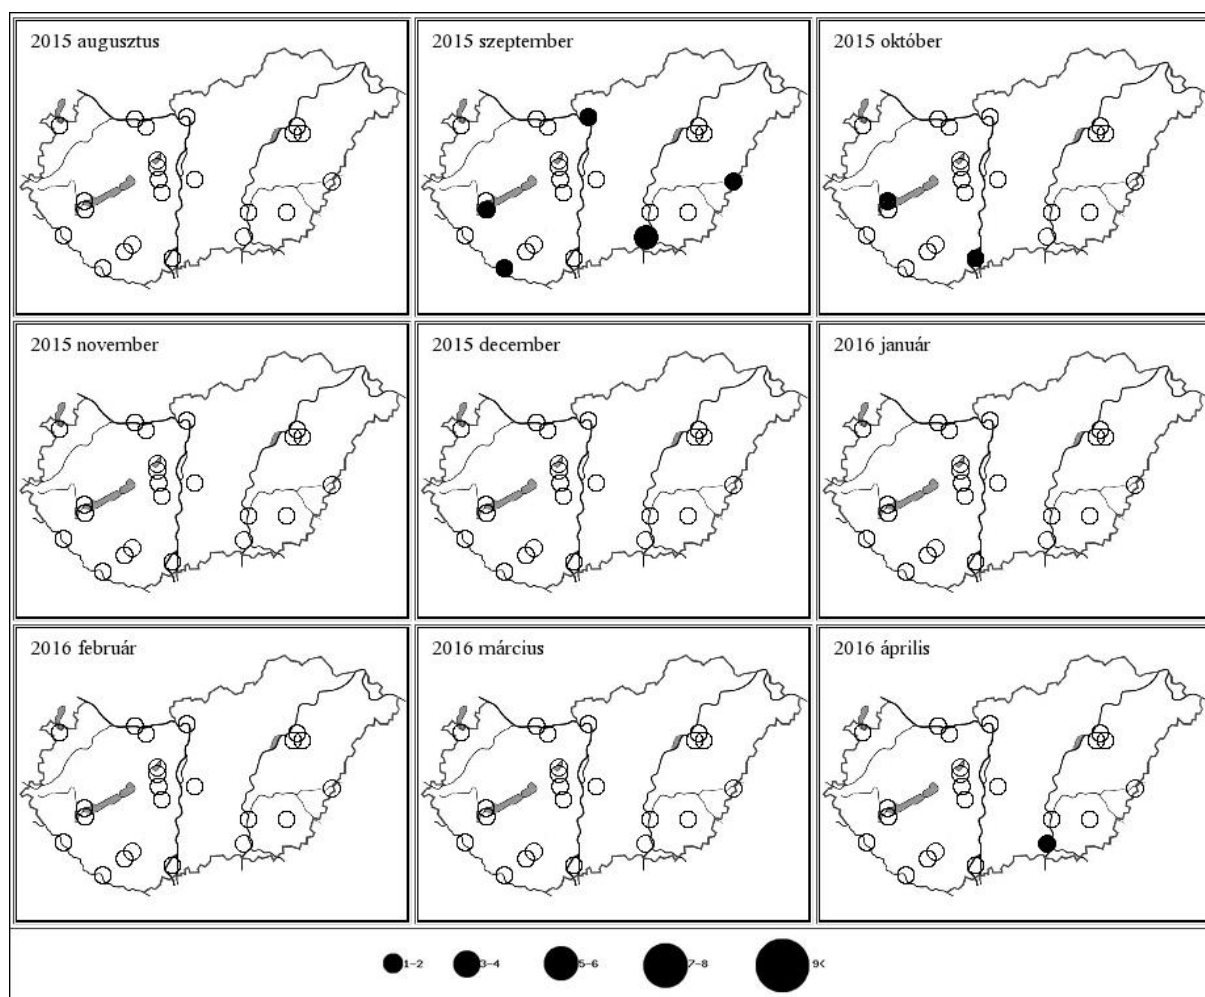 2015 augusztus
2015 szeptember
2015 október
2015 november
2015 december
2016 január
2016 február
2016 március
2016 április
1-2 3-4 5-6 7-8 9<